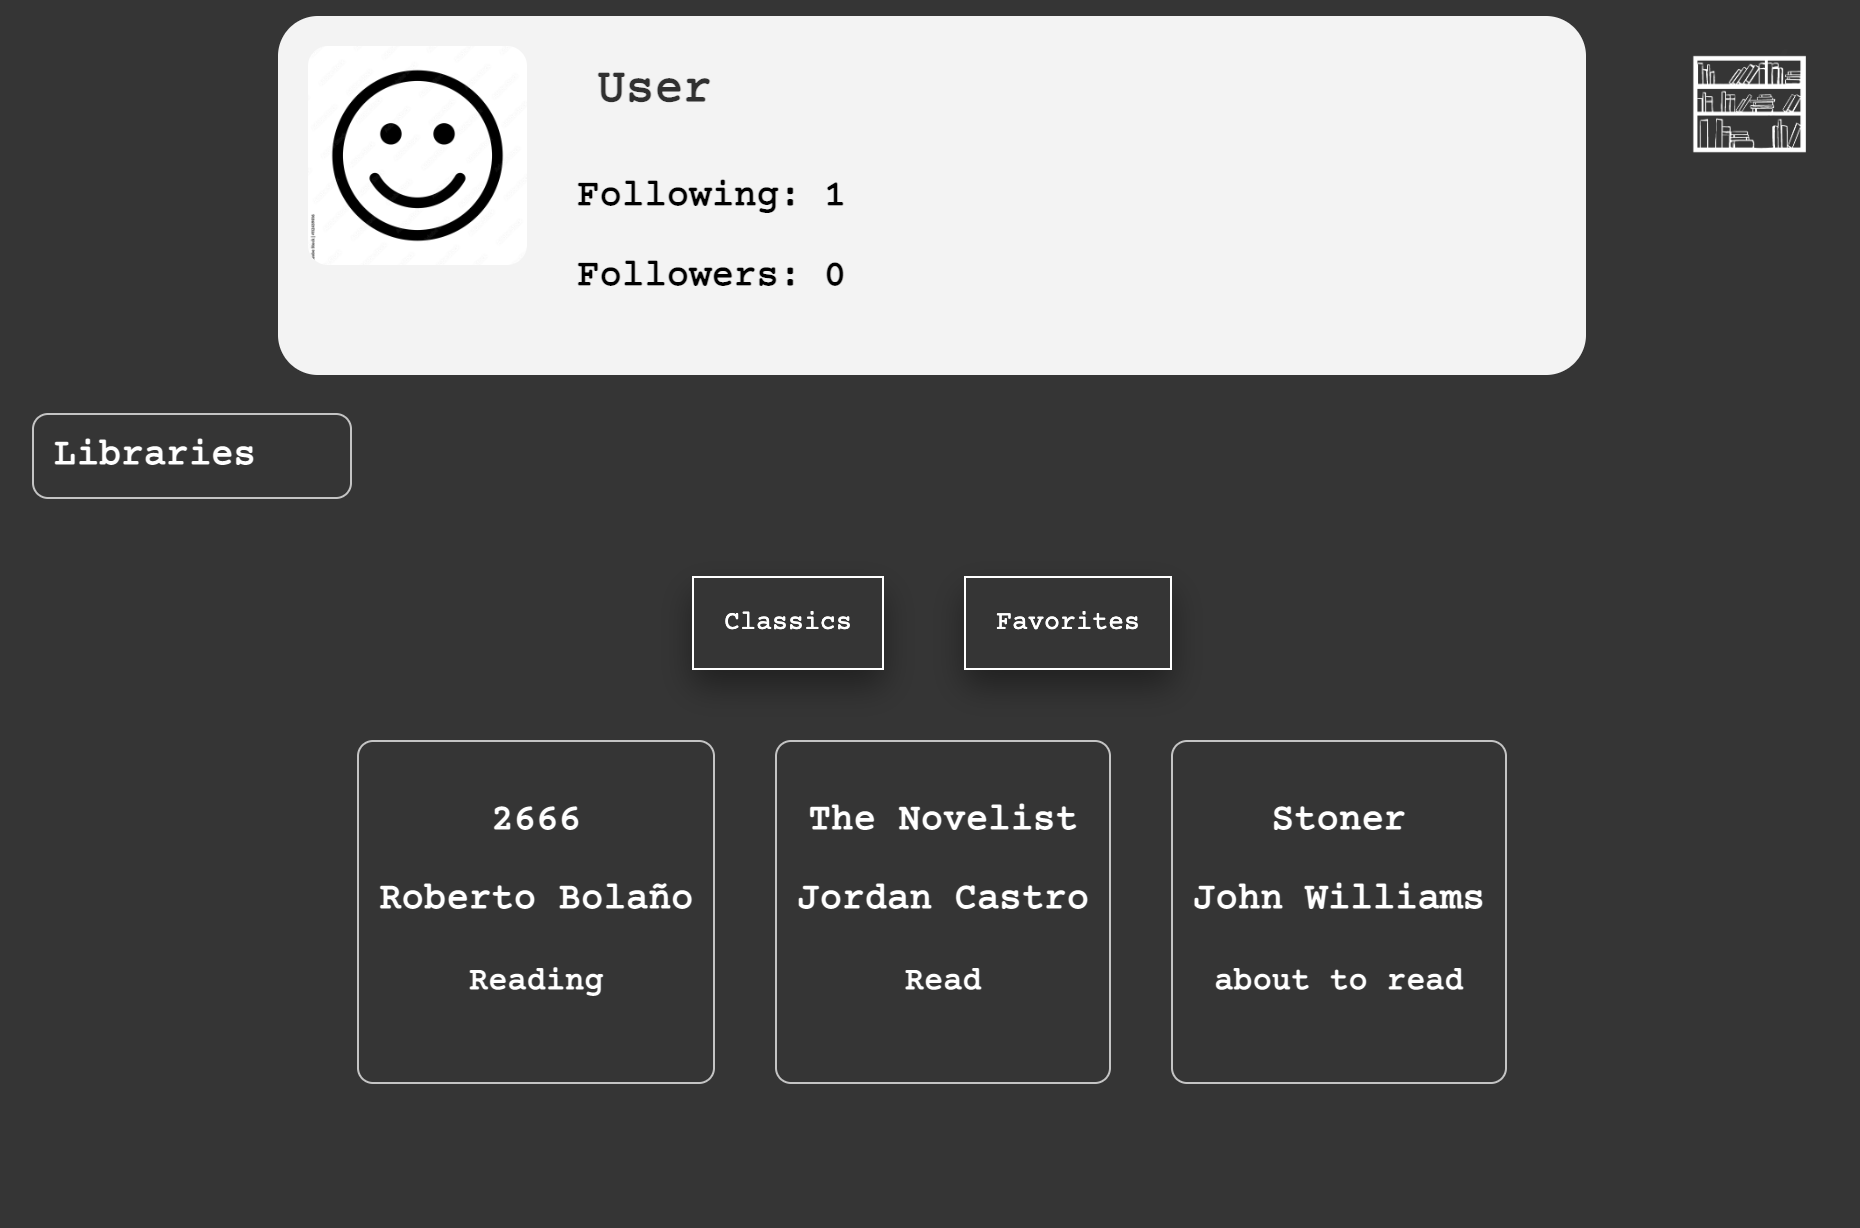 User
Following: 1
Followers: 0
Libraries
Classics
Favorites
2666
Roberto Bolaño
Reading
The Novelist
Jordan Castro
Read
Stoner
John Williams
about to read